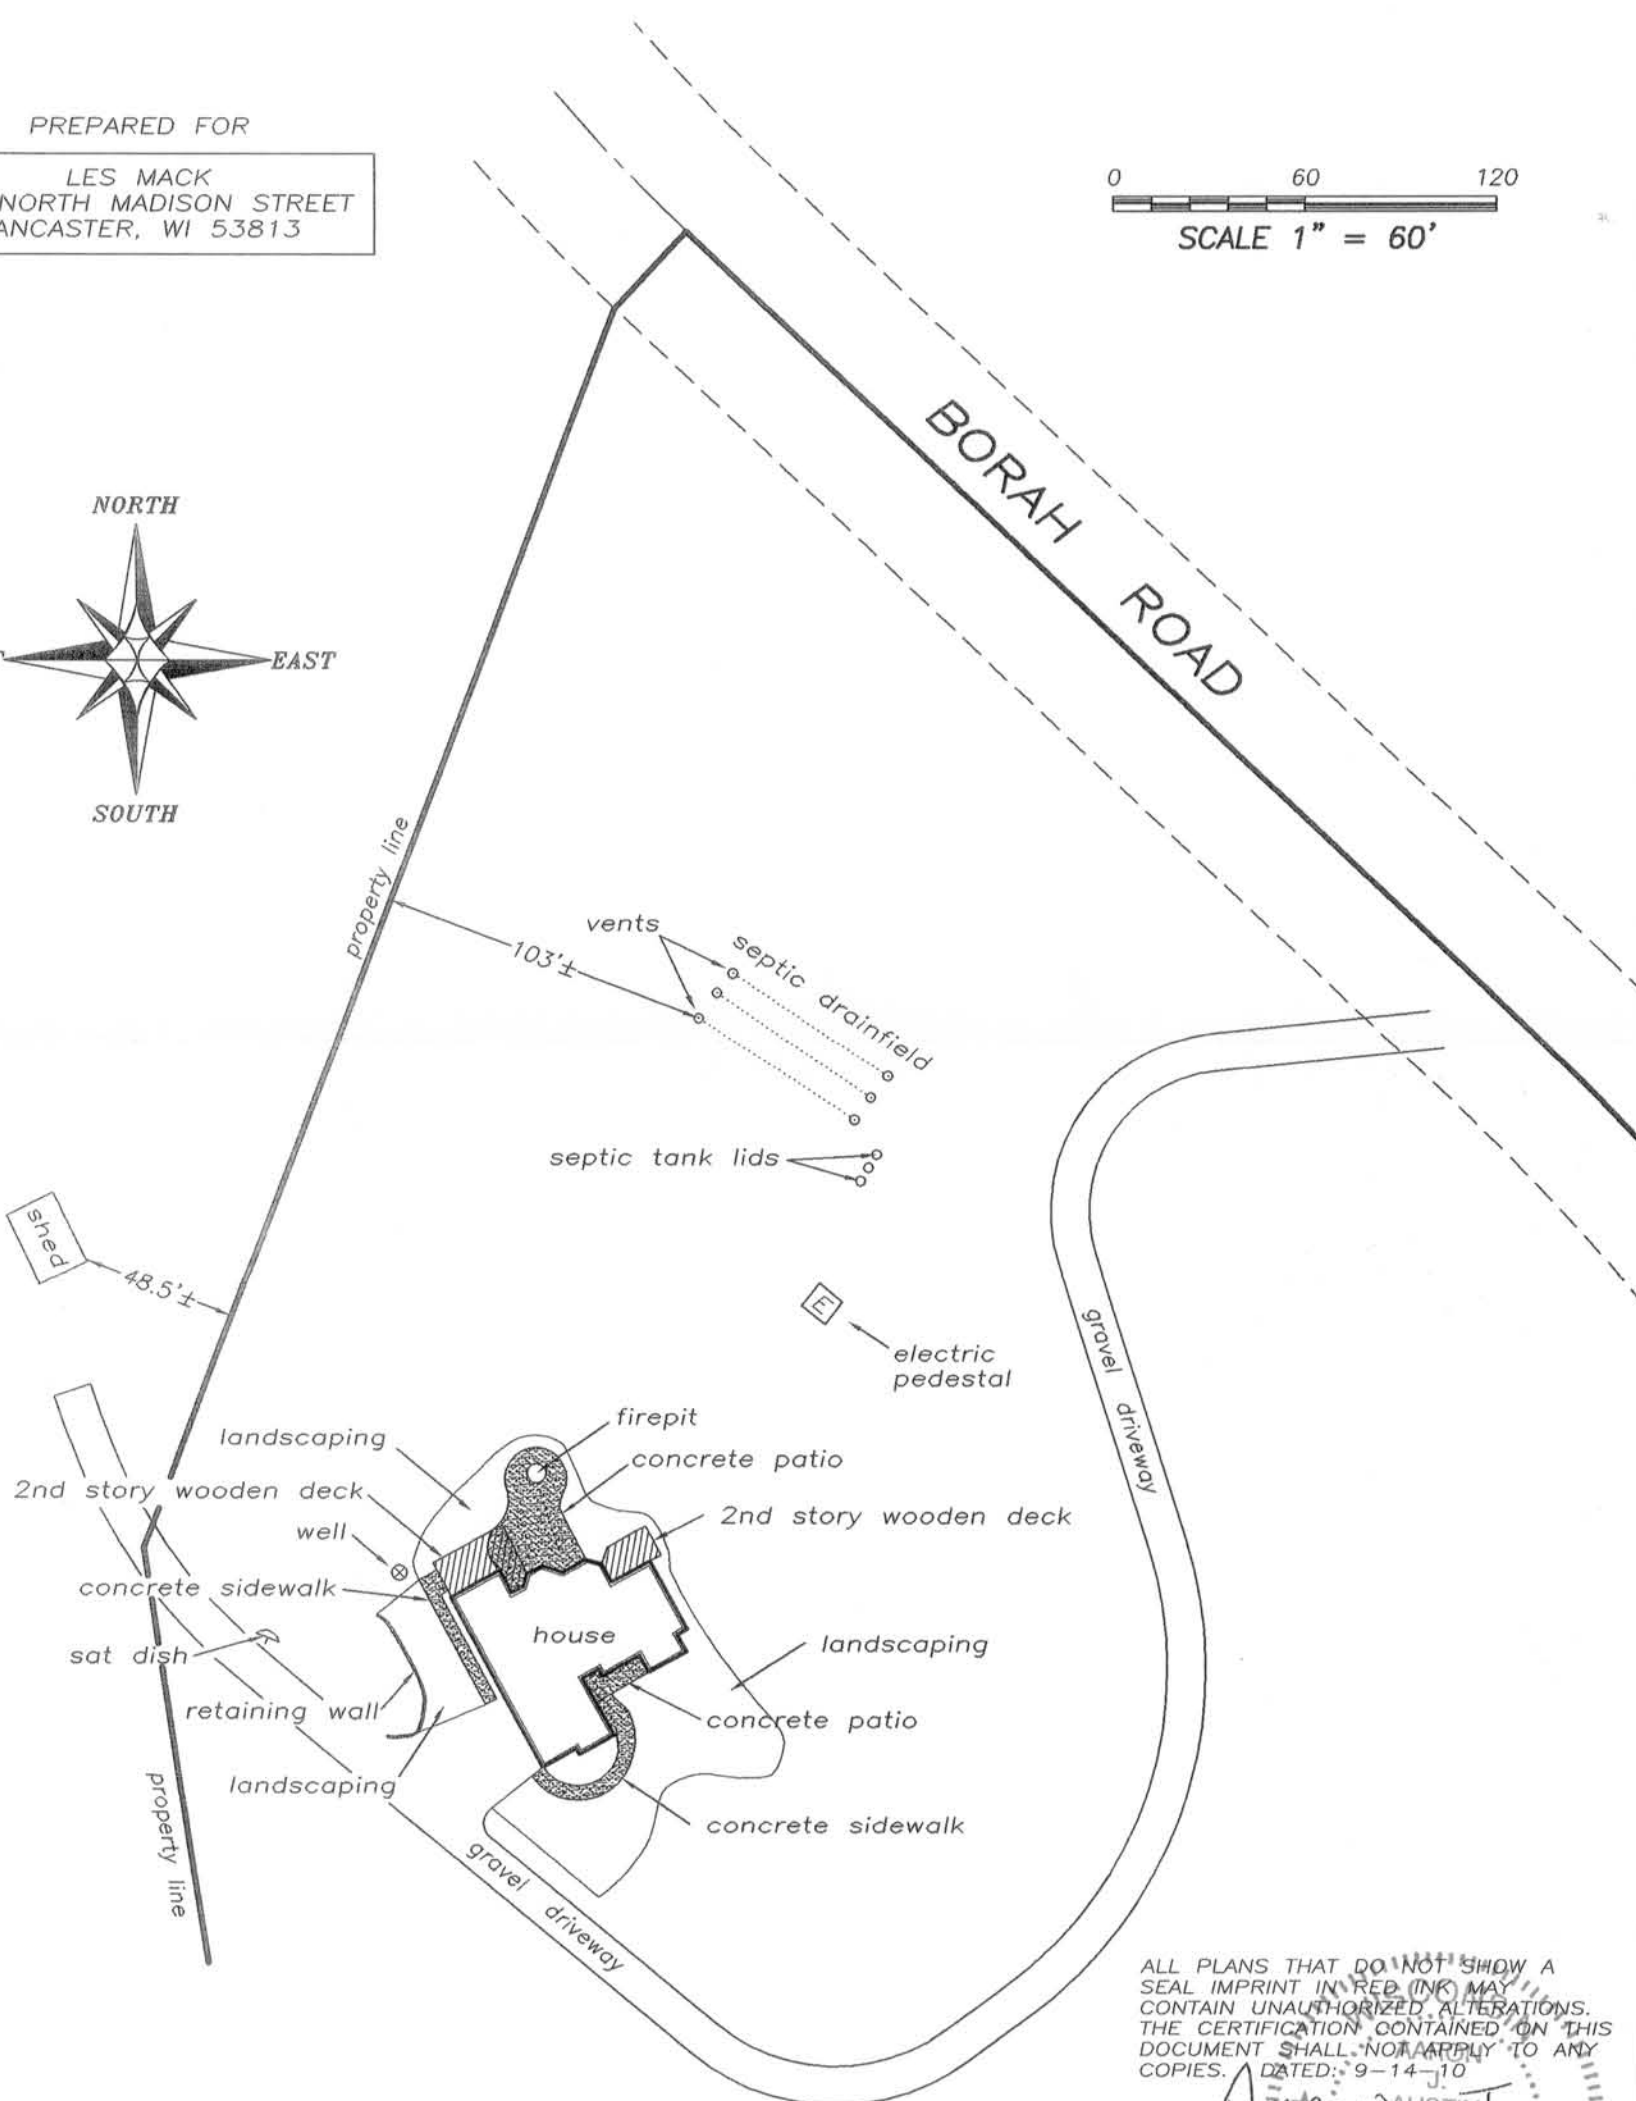 PREPARED FOR
LES MACK
NORTH MADISON STREET
ANCASTER, WI 53813
0 60 120
SCALE 1" = 60'
BORAH ROAD
NORTH
EAST
SOUTH
property line
vents
103'±
septic drainfield
septic tank lids
shed
48.5'±
E
electric
pedestal
gravel driveway
firepit
landscaping
concrete patio
2nd story wooden deck
2nd story wooden deck
well
concrete sidewalk
house
landscaping
sat dish
retaining wall
concrete patio
landscaping
concrete sidewalk
property line
gravel driveway
ALL PLANS THAT DO NOT SHOW A
SEAL IMPRINT IN RED INK MAY
CONTAIN UNAUTHORIZED ALTERATIONS.
THE CERTIFICATION CONTAINED ON THIS
DOCUMENT SHALL NOT APPLY TO ANY
COPIES. DATED: 9-14-10
WISCONSIN
AARON
J.